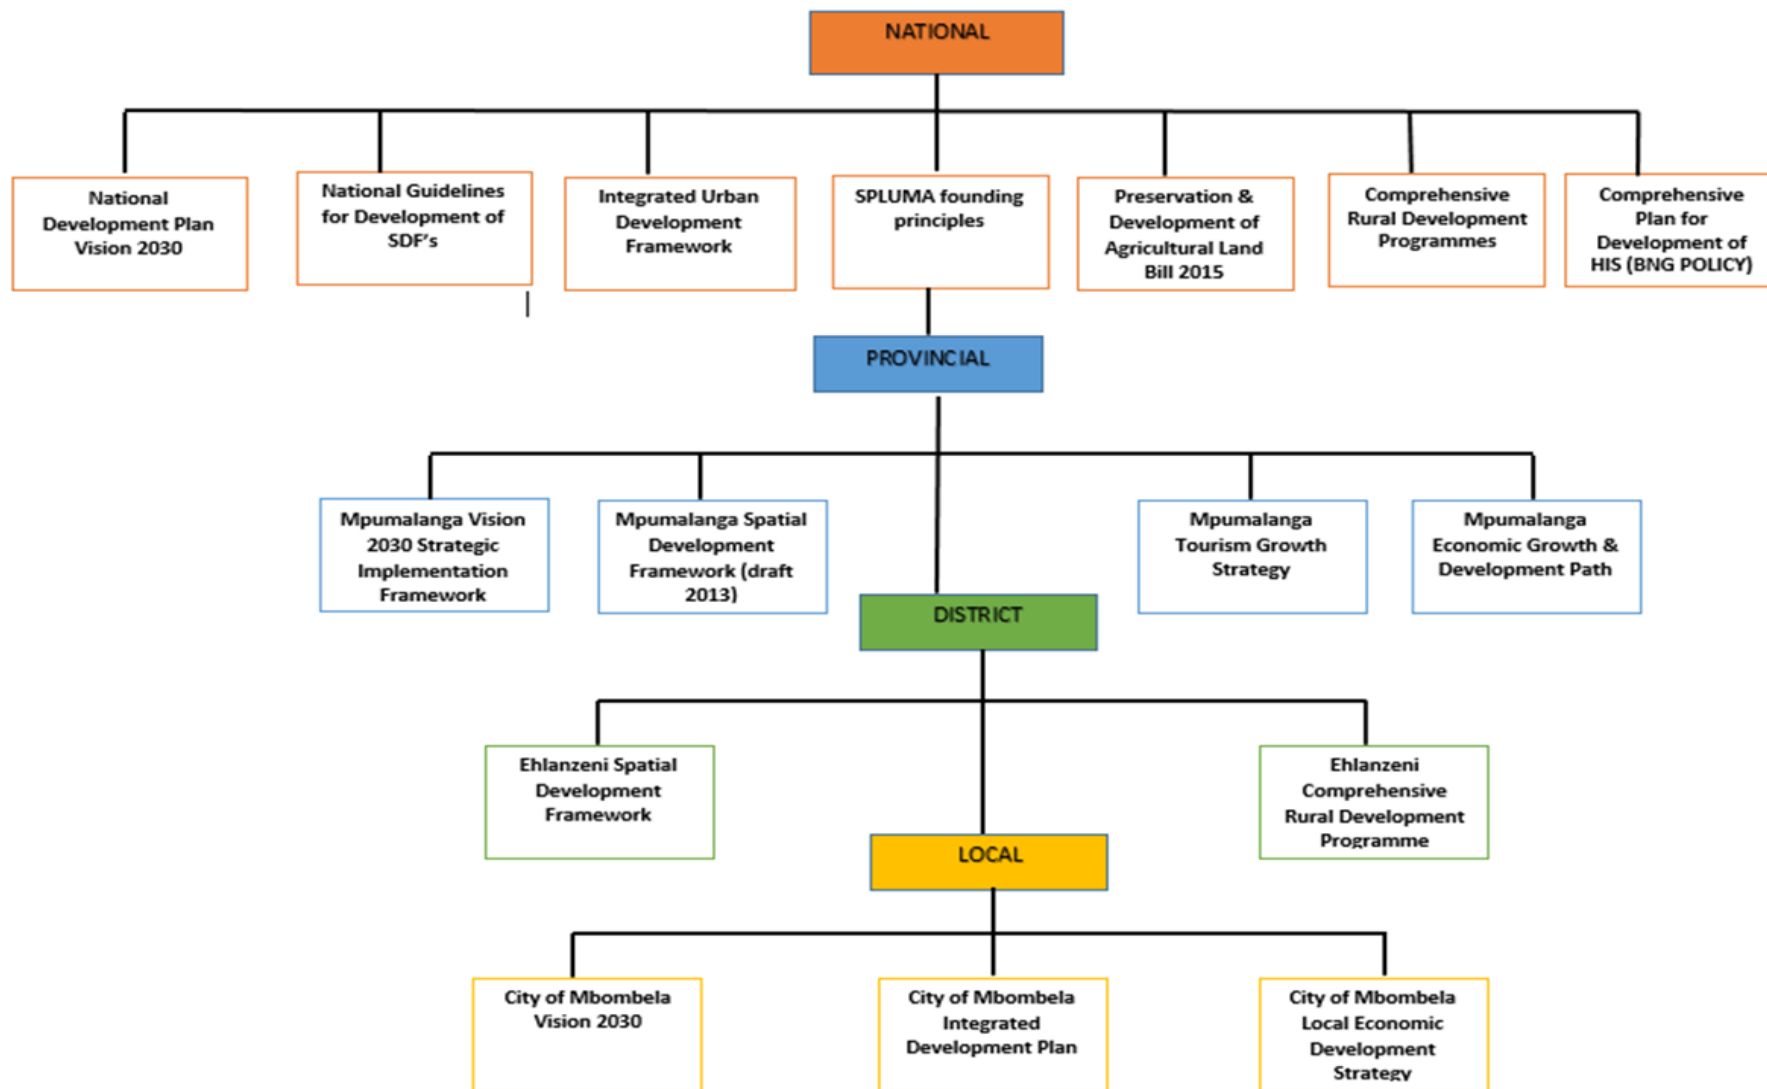 NATIONAL
National
Development Plan
Vision 2030
National Guidelines
for Development of
SDF's
Integrated Urban
Development
Framework
SPLUMA founding
principles
Preservation &
Development of
Agricultural Land
Bill 2015
Comprehensive
Rural Development
Programmes
Comprehensive
Plan for
Development of
HIS (BNG POLICY)
PROVINCIAL
Mpumalanga Vision
2030 Strategic
Implementation
Framework
Mpumalanga Spatial
Development
Framework (draft
2013)
Mpumalanga
Tourism Growth
Strategy
Mpumalanga
Economic Growth &
Development Path
DISTRICT
Ehlanzeni Spatial
Development
Framework
Ehlanzeni
Comprehensive
Rural Development
Programme
LOCAL
City of Mbombela
Vision 2030
City of Mbombela
Integrated
Development Plan
City of Mbombela
Local Economic
Development
Strategy